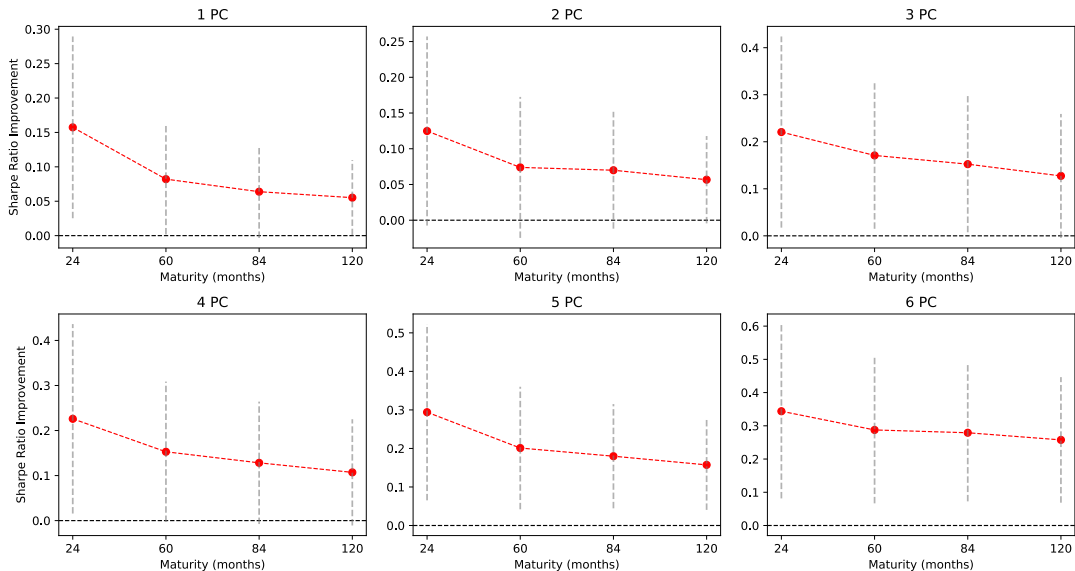 1 PC
2 PC
3 PC
Sharpe Ratio Improvement
0.30
0.25
0.20
0.15
0.10
0.05
0.00
0.25
0.20
0.15
0.10
0.05
0.00
0.4
0.3
0.2
0.1
0.0
24 60 84 120
24 60 84 120
24 60 84 120
Maturity (months)
Maturity (months)
Maturity (months)
4 PC
5 PC
6 PC
Sharpe Ratio Improvement
0.4
0.3
0.2
0.1
0.0
0.5
0.4
0.3
0.2
0.1
0.0
0.6
0.5
0.4
0.3
0.2
0.1
0.0
24 60 84 120
24 60 84 120
24 60 84 120
Maturity (months)
Maturity (months)
Maturity (months)